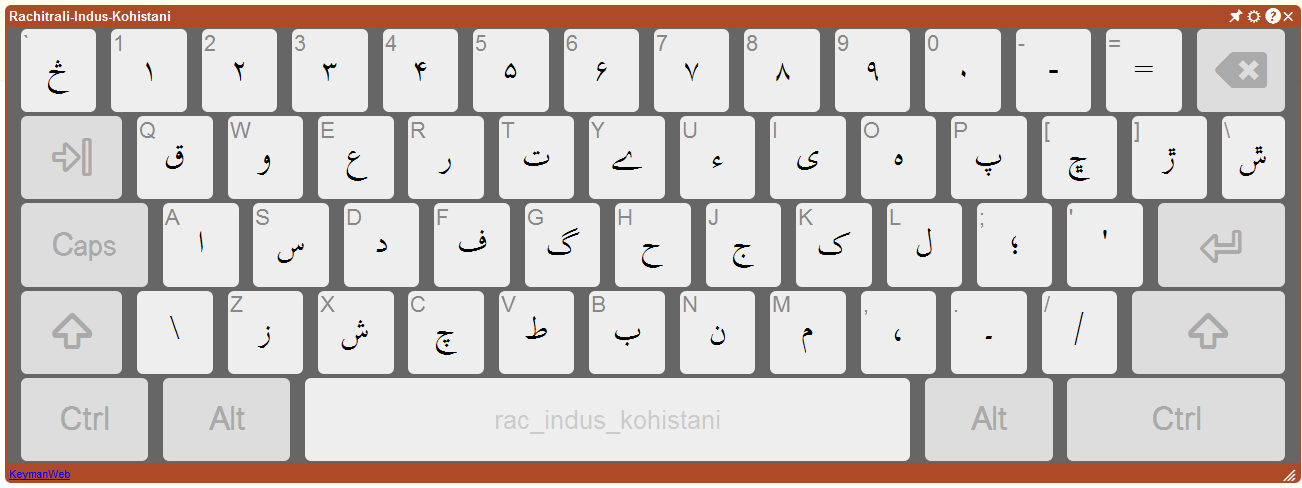 Rachitrali-Indus-Kohistani
` څ 1 ۱ 2 ۲ 3 ۳ 4 ۴ 5 ۵ 6 ۶ 7 ۷ 8 ۸ 9 ۹ 0 ۰ - - = =
Q ق W و E ع R ر T ت Y ے U ء I ی O ہ P پ [ ڇ ] ڙ \ ݜ
Caps A ا S س D د F ف G گ H ح J ج K ک L ل ; ؛ ' '
\ Z ز X ش C چ V ط B ب N ن M م , ، . ۔ / /
Ctrl Alt rac_indus_kohistani Alt Ctrl
KeymanWeb